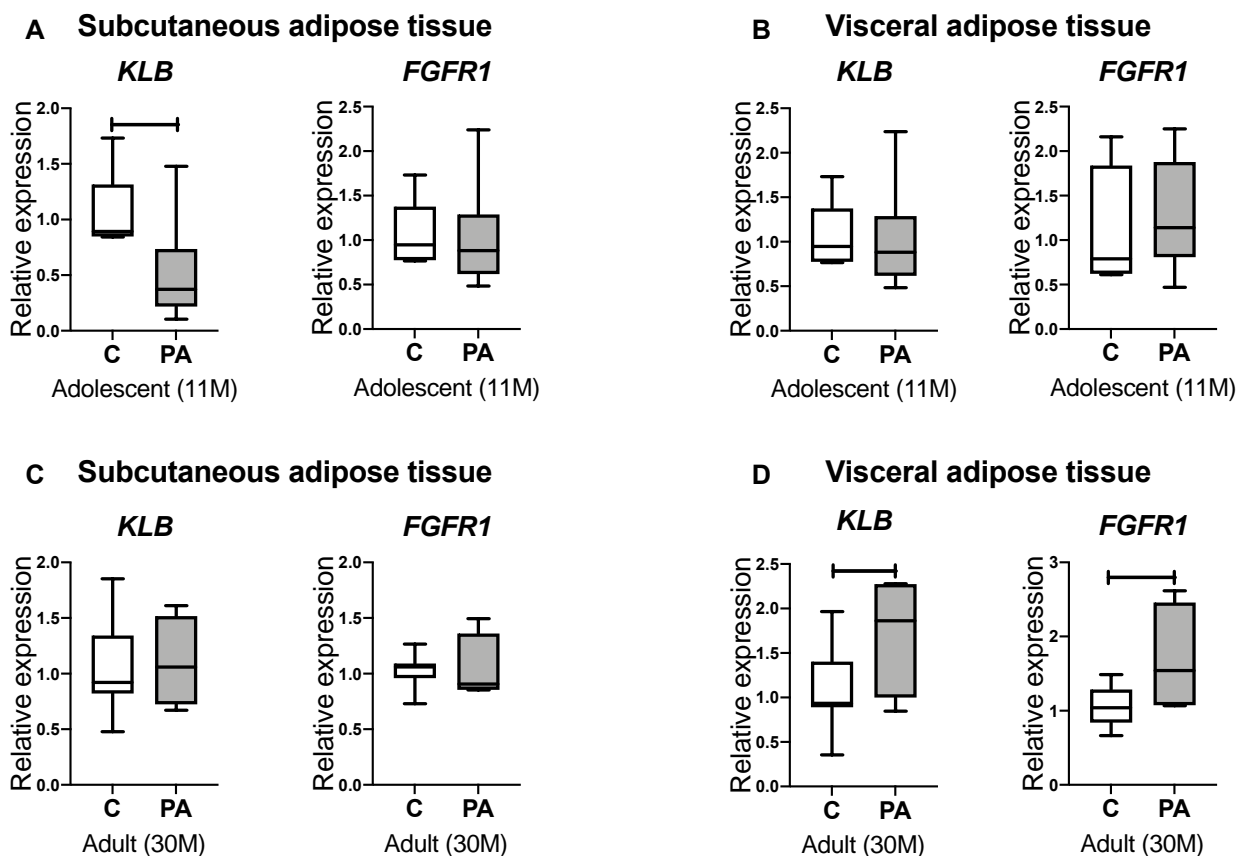 A Subcutaneous adipose tissue
KLB
Relative expression
2.0
1.5
1.0
0.5
0.0
C PA
Adolescent (11M)
FGFR1
Relative expression
2.5
2.0
1.5
1.0
0.5
0.0
C PA
Adolescent (11M)
B Visceral adipose tissue
KLB
Relative expression
2.5
2.0
1.5
1.0
0.5
0.0
C PA
Adolescent (11M)
FGFR1
Relative expression
2.5
2.0
1.5
1.0
0.5
0.0
C PA
Adolescent (11M)
C Subcutaneous adipose tissue
KLB
Relative expression
2.0
1.5
1.0
0.5
0.0
C PA
Adult (30M)
FGFR1
Relative expression
2.0
1.5
1.0
0.5
0.0
C PA
Adult (30M)
D Visceral adipose tissue
KLB
Relative expression
2.5
2.0
1.5
1.0
0.5
0.0
C PA
Adult (30M)
FGFR1
Relative expression
3
2
1
0
C PA
Adult (30M)